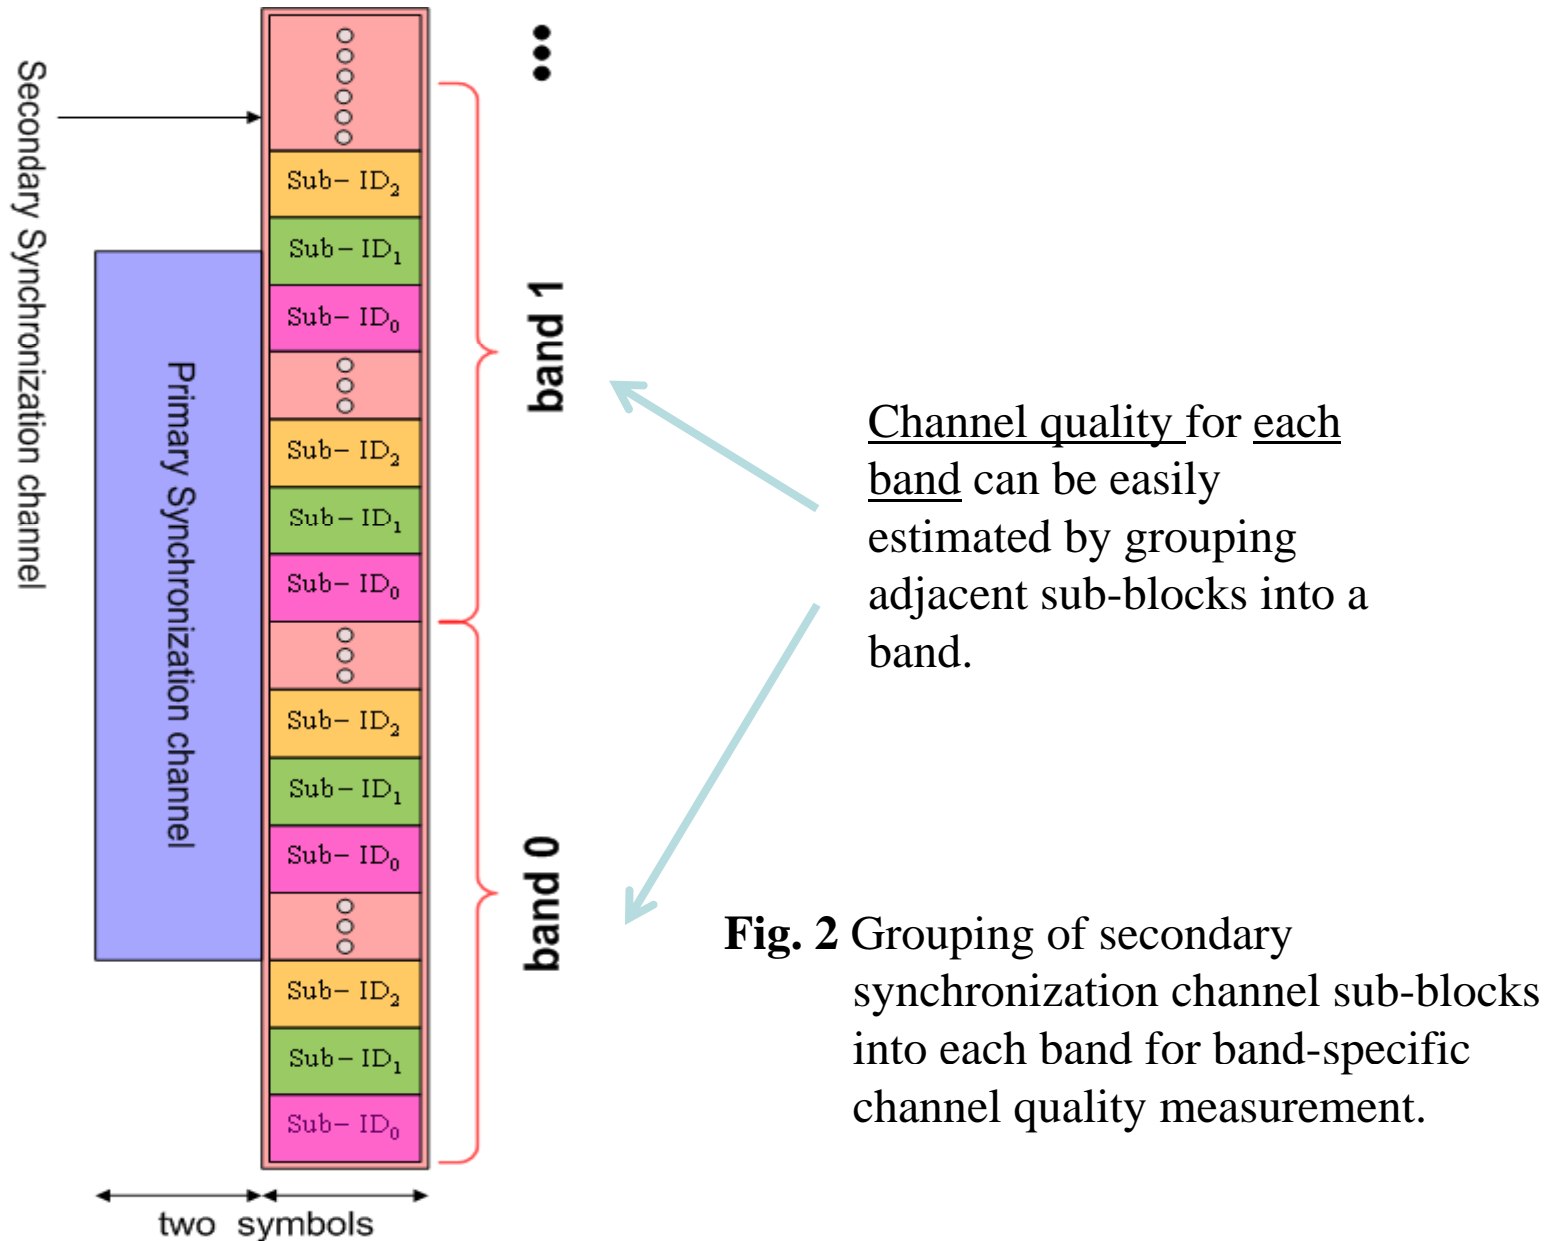 Secondary Synchronization channel
Primary Synchronization channel
Sub- ID2
Sub- ID1
Sub- ID0
Sub- ID2
Sub- ID1
Sub- ID0
Sub- ID2
Sub- ID1
Sub- ID0
Sub- ID2
Sub- ID1
Sub- ID0
two symbols
...
band 1
band 0
Channel quality for each
band can be easily
estimated by grouping
adjacent sub-blocks into a
band.
Fig. 2 Grouping of secondary
synchronization channel sub-blocks
into each band for band-specific
channel quality measurement.